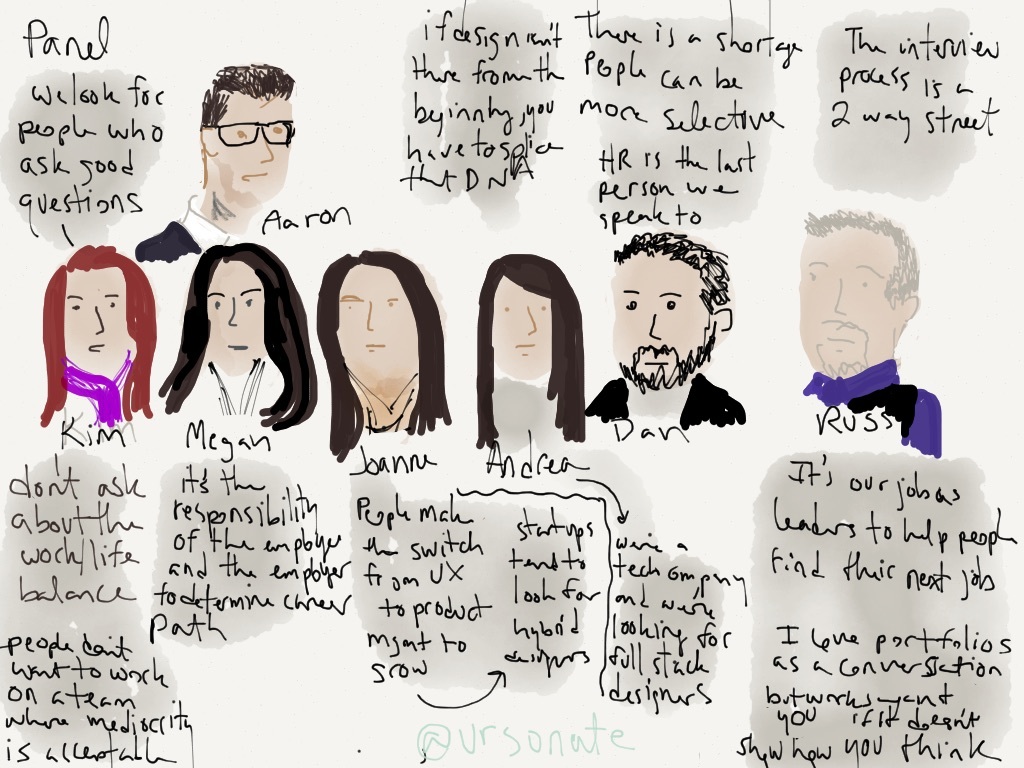 Panel
we look for
people who
ask good
questions
Aaron
if design isn't
there from the
beginning, you
have to splice
that DNA
There is a shortage
People can be
more selective
HR is the last
person we
speak to
The interview
process is a
2 way street
Kim
Megan
Joanna
Andrea
Dan
Russ
don't ask
about the
work/life
balance
people don't
want to work
on a team
where mediocrity
is acceptable
it's the
responsibility
of the employer
and the employer
to determine career
path
People make
the switch
from UX
to product
mgmt to
grow
startups
tend to
look for
hybrid
designers
we're a
tech company
and we're
looking for
full stack
designers
It's our job as
leaders to help people
find their next job
I love portfolios
as a conversation
but works against
you if it doesn't
show how you think
@ursonate